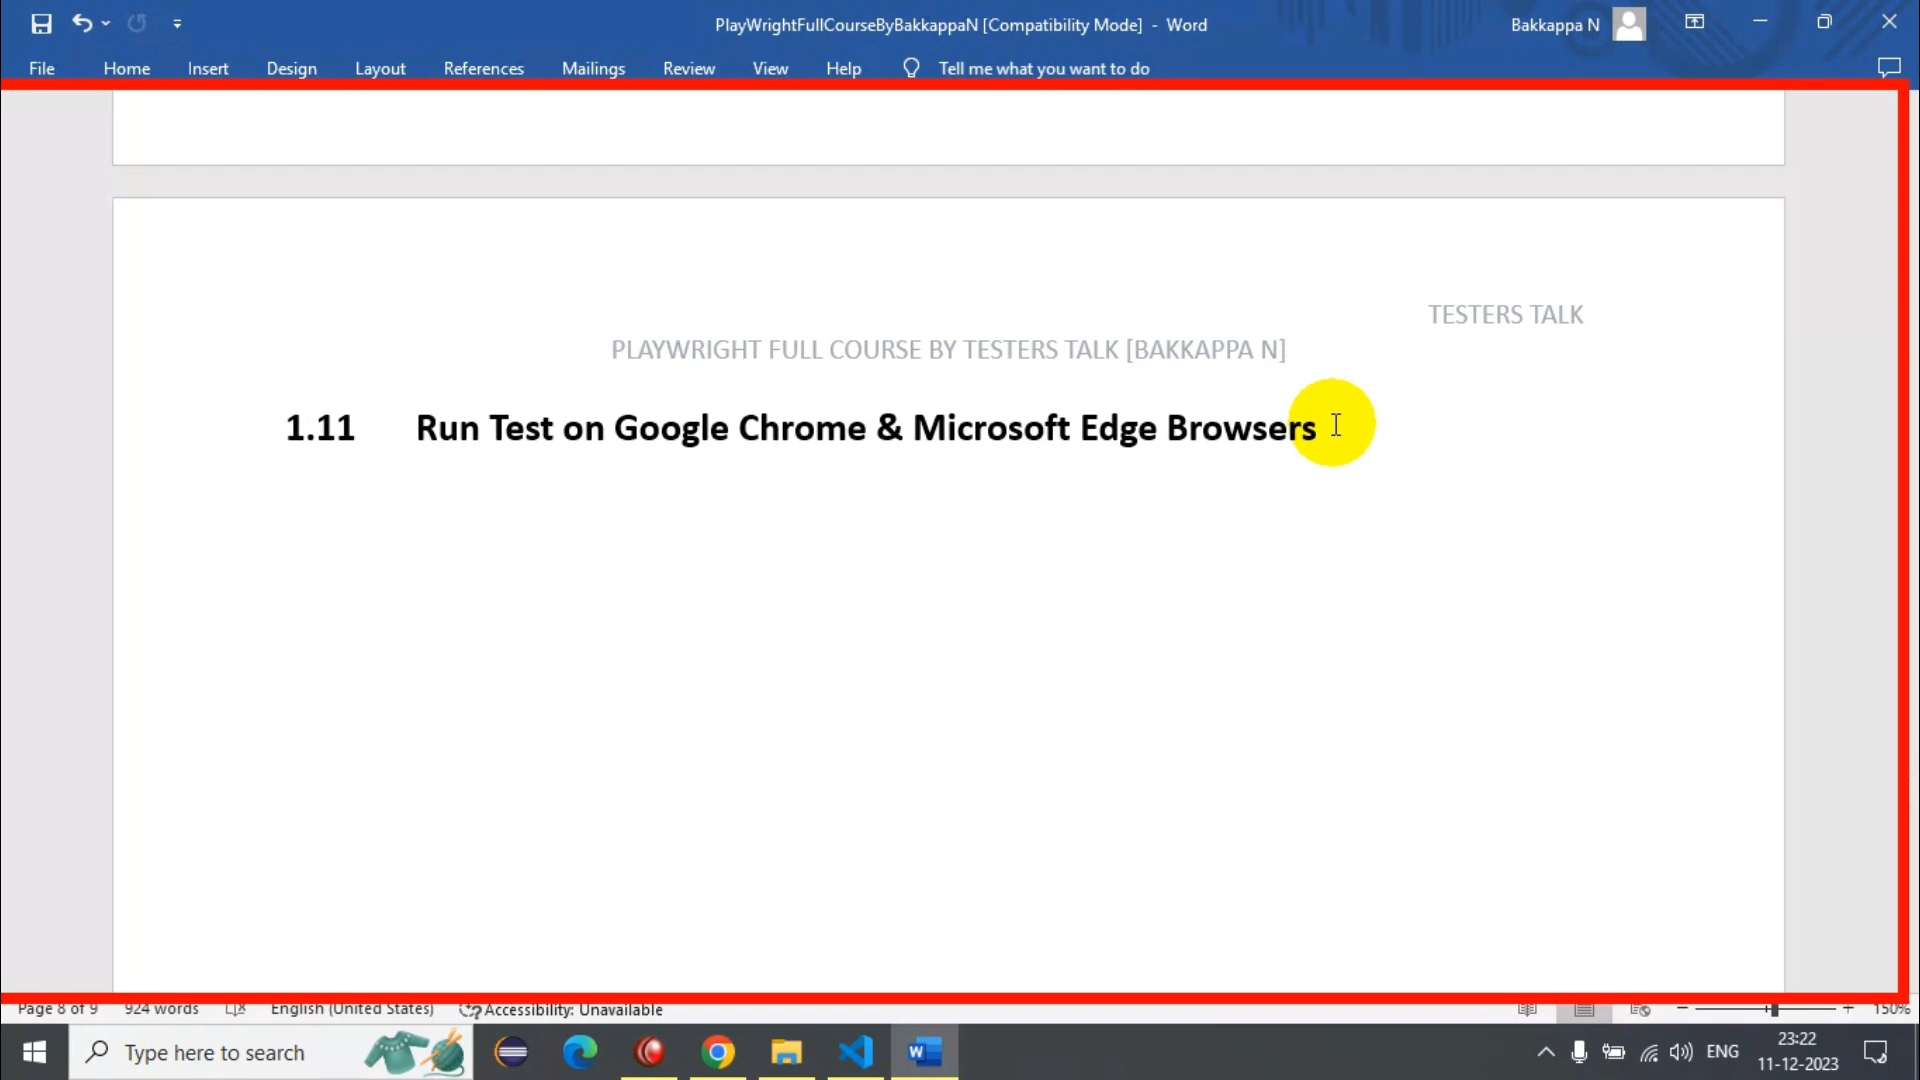 PlayWrightFullCourseByBakkappaN [Compatibility Mode] - Word
Bakkappa N
File Home Insert Design Layout References Mailings Review View Help Tell me what you want to do
TESTERS TALK
PLAYWRIGHT FULL COURSE BY TESTERS TALK [BAKKAPPA N]
1.11 Run Test on Google Chrome & Microsoft Edge Browsers
Page 8 of 9 924 words English (United States) Accessibility: Unavailable 150%
Type here to search
ENG
23:22
11-12-2023